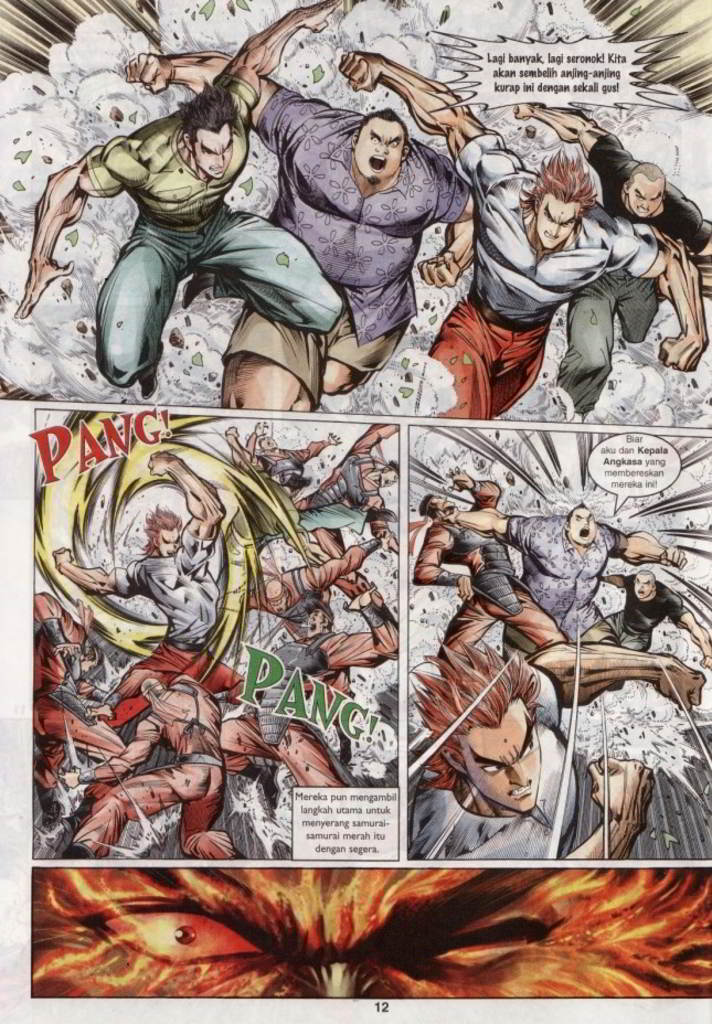 Lagi banyak, lagi seronok! Kita
akan sembelih anjing-anjing
kurap ini dengan sekali gus!
PANG!
PANG!
Mereka pun mengambil
langkah utama untuk
menyerang samurai-
samurai merah itu
dengan segera.
Biar
aku dan Kepala
Angkasa yang
membereskan
mereka ini!
12